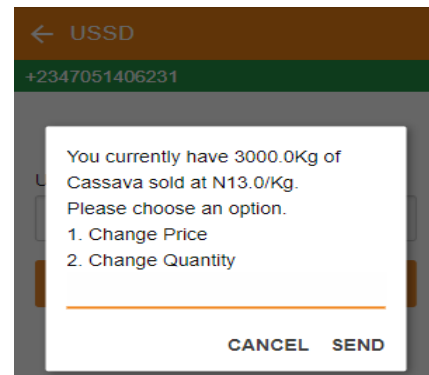 ← USSD
+2347051406231
You currently have 3000.0Kg of
Cassava sold at N13.0/Kg.
Please choose an option.
1. Change Price
2. Change Quantity
CANCEL SEND